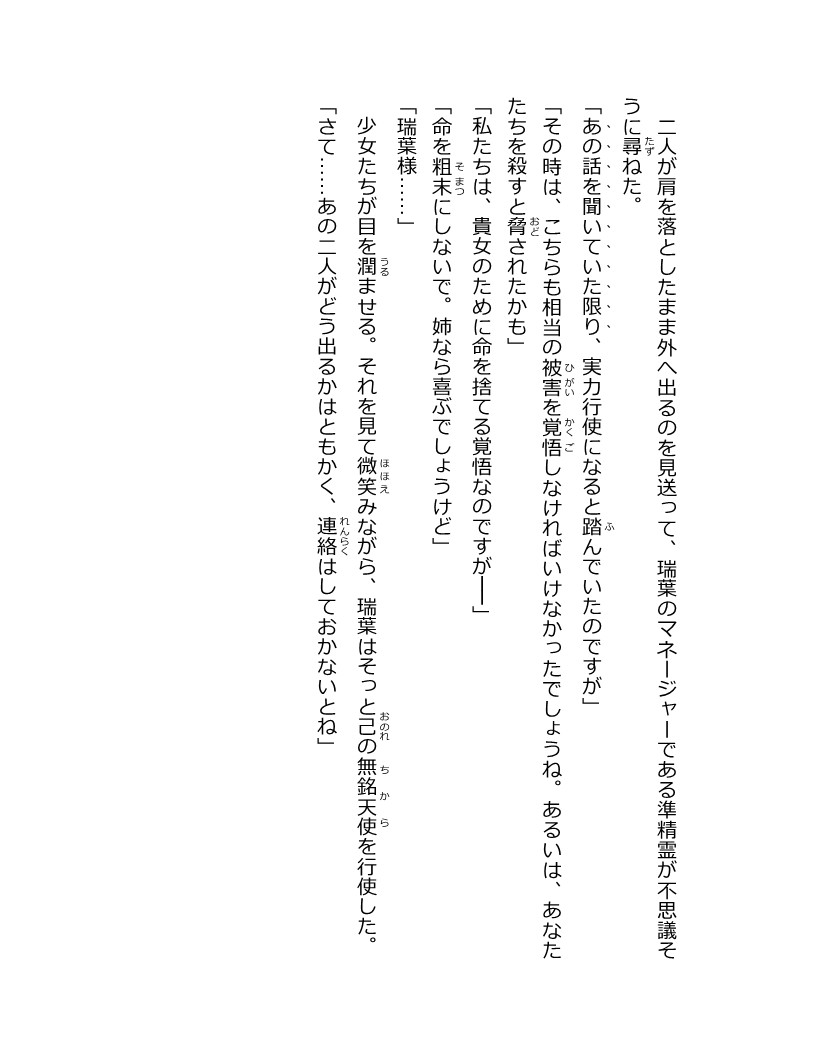 二人が肩を落としたまま外へ出るのを見送って、瑞葉のマネージャーである準精霊が不思議そ
うに尋ねた。
「あの話を聞いていた限り、実力行使になると踏んでいたのですが」
「その時は、こちらも相当の被害を覚悟しなければいけなかったでしょうね。あるいは、あなた
たちを殺すと脅されたかも」
「私たちは、貴女のために命を捨てる覚悟なのですが――」
「命を粗末にしないで。姉なら喜ぶでしょうけど」
「瑞葉様……」
少女たちが目を潤ませる。それを見て微笑みながら、瑞葉はそっと己の無銘天使を行使した。
「さて……あの二人がどう出るかはともかく、連絡はしておかないとね」